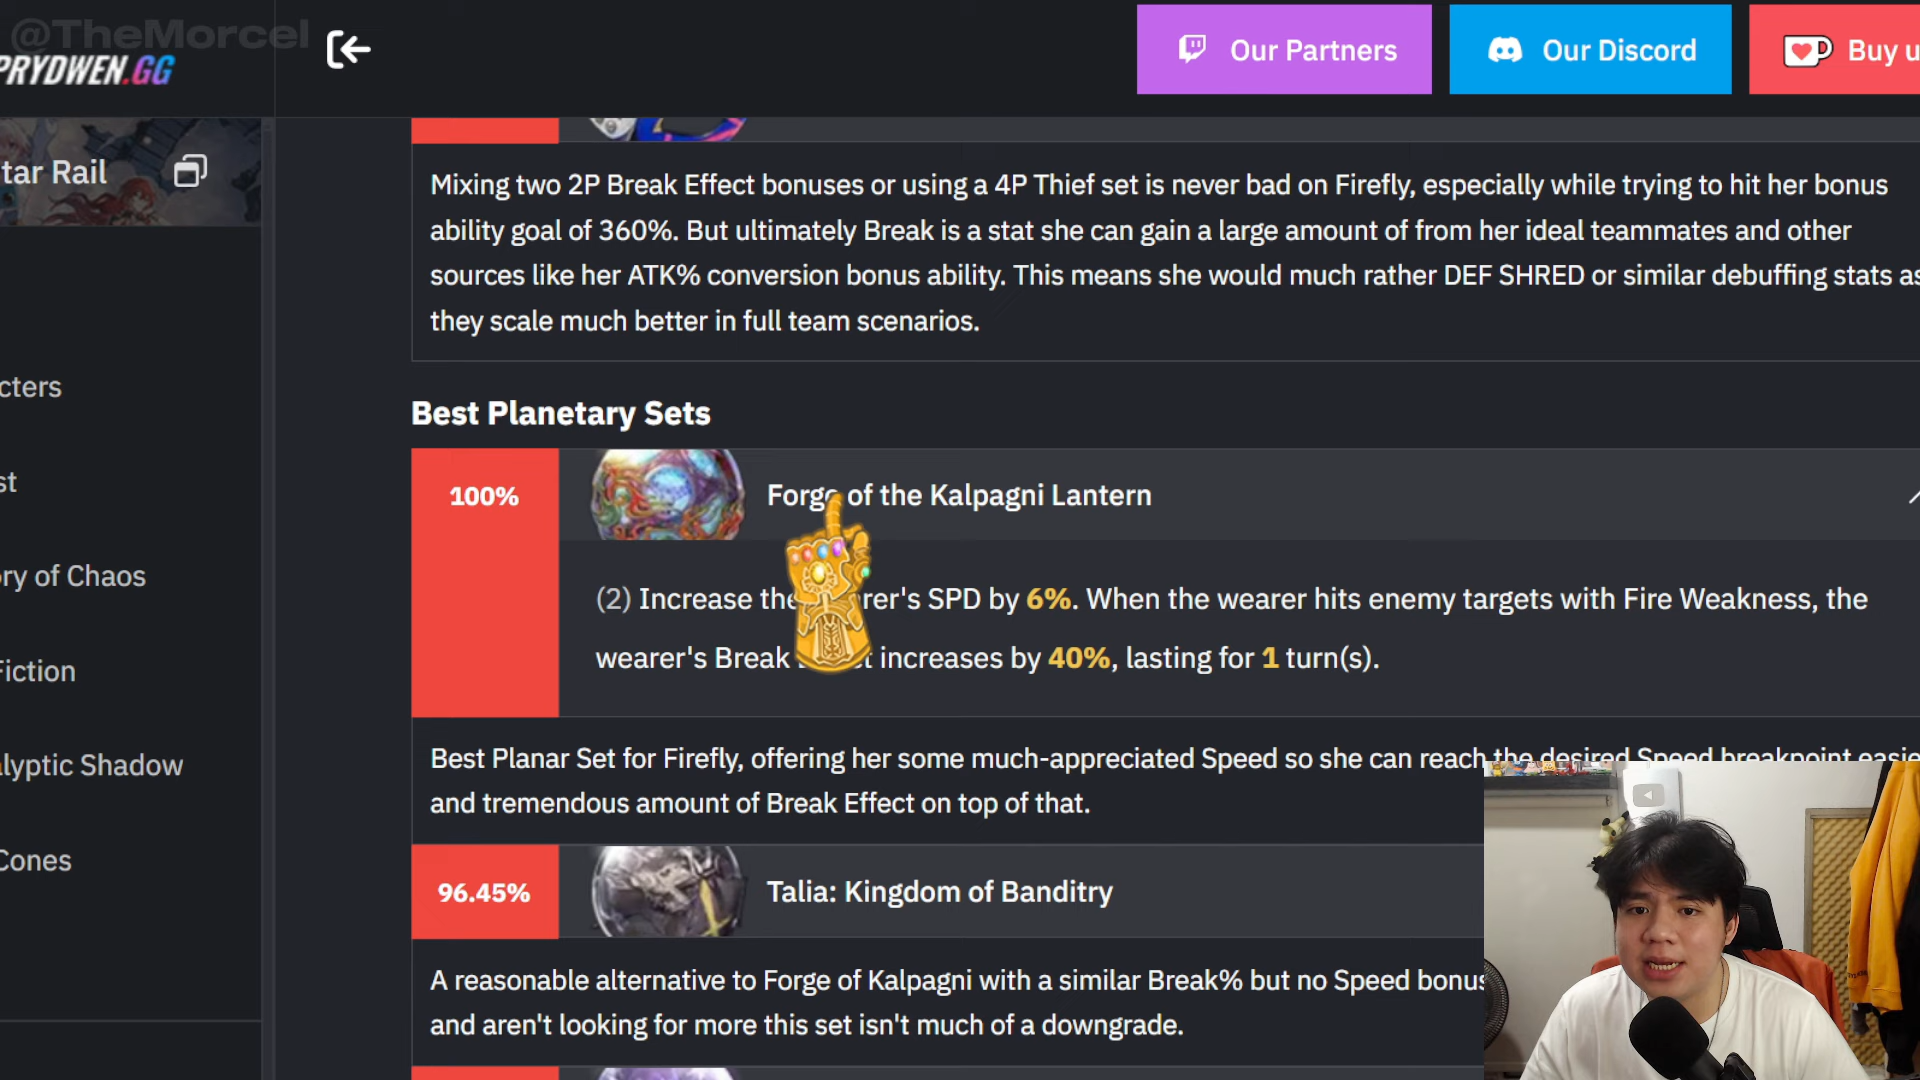 @TheMorcel
PRYDWEN.GG
Our Partners
Our Discord
Buy u
tar Rail
Mixing two 2P Break Effect bonuses or using a 4P Thief set is never bad on Firefly, especially while trying to hit her bonus
ability goal of 360%. But ultimately Break is a stat she can gain a large amount of from her ideal teammates and other
sources like her ATK% conversion bonus ability. This means she would much rather DEF SHRED or similar debuffing stats as
they scale much better in full team scenarios.
cters
st
ory of Chaos
Fiction
alyptic Shadow
Cones
Best Planetary Sets
100%
Forge of the Kalpagni Lantern
(2) Increase the rer's SPD by 6%. When the wearer hits enemy targets with Fire Weakness, the
wearer's Break t increases by 40%, lasting for 1 turn(s).
Best Planar Set for Firefly, offering her some much-appreciated Speed so she can reach the desired Speed breakpoint easie
and tremendous amount of Break Effect on top of that.
96.45%
Talia: Kingdom of Banditry
A reasonable alternative to Forge of Kalpagni with a similar Break% but no Speed bonus
and aren't looking for more this set isn't much of a downgrade.